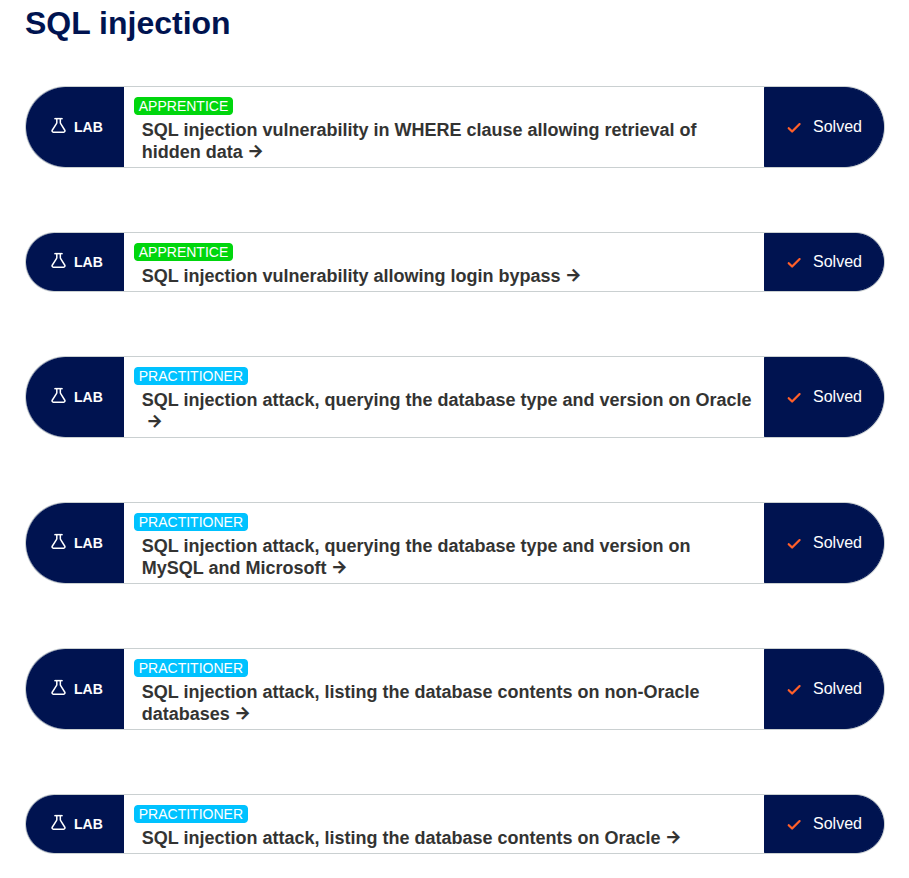 SQL injection
LAB
APPRENTICE
SQL injection vulnerability in WHERE clause allowing retrieval of
hidden data →
Solved
LAB
APPRENTICE
SQL injection vulnerability allowing login bypass →
Solved
LAB
PRACTITIONER
SQL injection attack, querying the database type and version on Oracle
→
Solved
LAB
PRACTITIONER
SQL injection attack, querying the database type and version on
MySQL and Microsoft →
Solved
LAB
PRACTITIONER
SQL injection attack, listing the database contents on non-Oracle
databases →
Solved
LAB
PRACTITIONER
SQL injection attack, listing the database contents on Oracle →
Solved